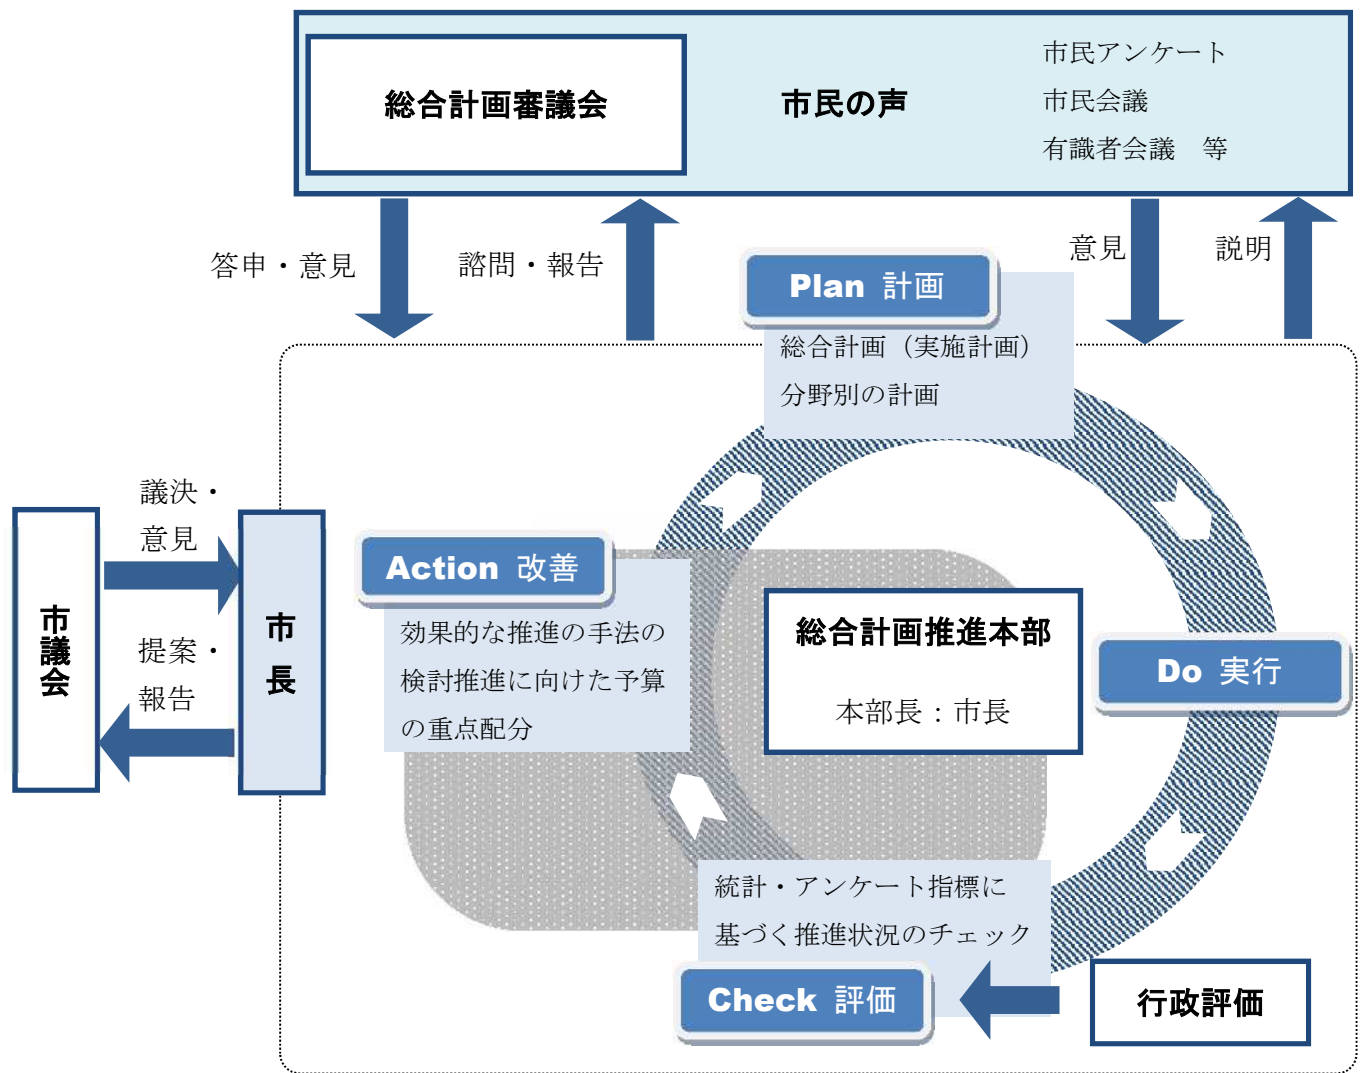 総合計画審議会
市民の声
市民アンケート
市民会議
有識者会議　等
答申・意見
諮問・報告
意見
説明
Plan 計画
総合計画（実施計画）
分野別の計画
議決・
意見
市議会
提案・
報告
市長
Action 改善
効果的な推進の手法の
検討推進に向けた予算
の重点配分
総合計画推進本部
本部長：市長
Do 実行
統計・アンケート指標に
基づく推進状況のチェック
Check 評価
行政評価